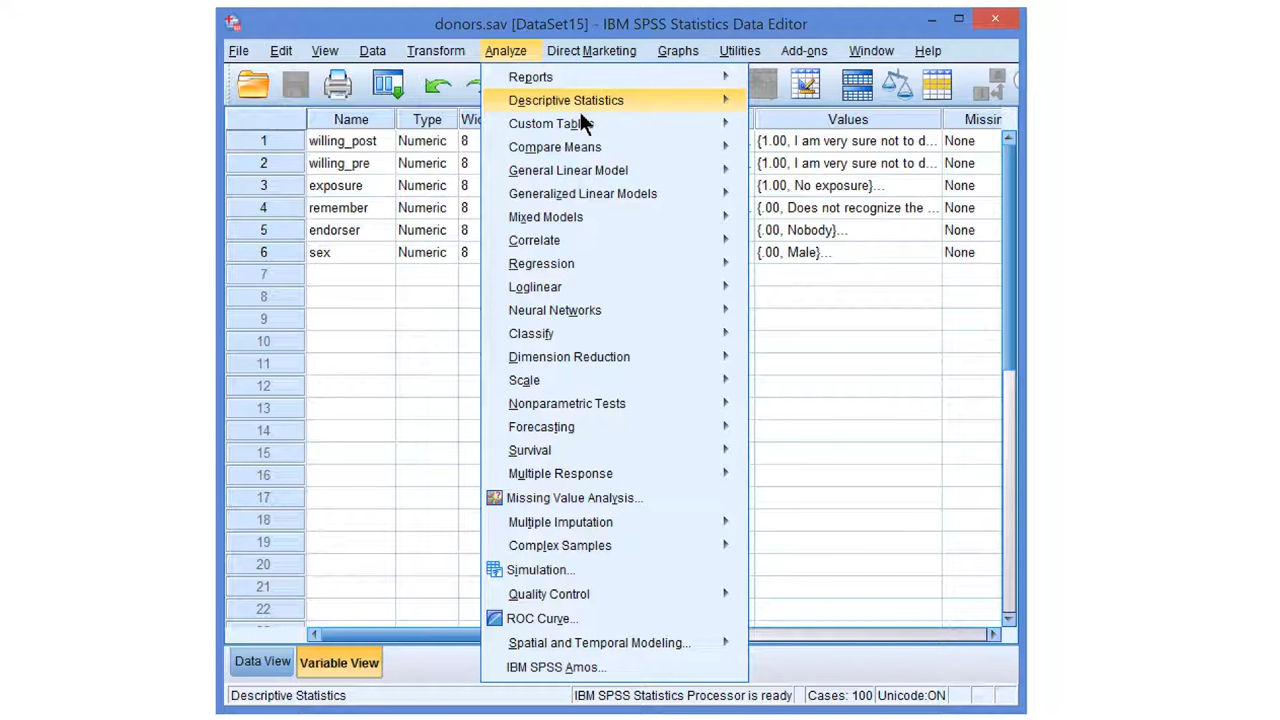 donors.sav [DataSet15] - IBM SPSS Statistics Data Editor
File Edit View Data Transform Analyze Direct Marketing Graphs Utilities Add-ons Window Help
Reports
Descriptive Statistics
Custom Tables
Compare Means
General Linear Model
Generalized Linear Models
Mixed Models
Correlate
Regression
Loglinear
Neural Networks
Classify
Dimension Reduction
Scale
Nonparametric Tests
Forecasting
Survival
Multiple Response
Missing Value Analysis...
Multiple Imputation
Complex Samples
Simulation...
Quality Control
ROC Curve...
Spatial and Temporal Modeling...
IBM SPSS Amos...
Name Type Wid Values Missin
1 willing_post Numeric 8 {1.00, I am very sure not to d... None
2 willing_pre Numeric 8 {1.00, I am very sure not to d... None
3 exposure Numeric 8 {1.00, No exposure}... None
4 remember Numeric 8 {.00, Does not recognize the ... None
5 endorser Numeric 8 {.00, Nobody}... None
6 sex Numeric 8 {.00, Male}... None
7
8
9
10
11
12
13
14
15
16
17
18
19
20
21
22
Data View Variable View
Descriptive Statistics IBM SPSS Statistics Processor is ready Cases: 100 Unicode:ON